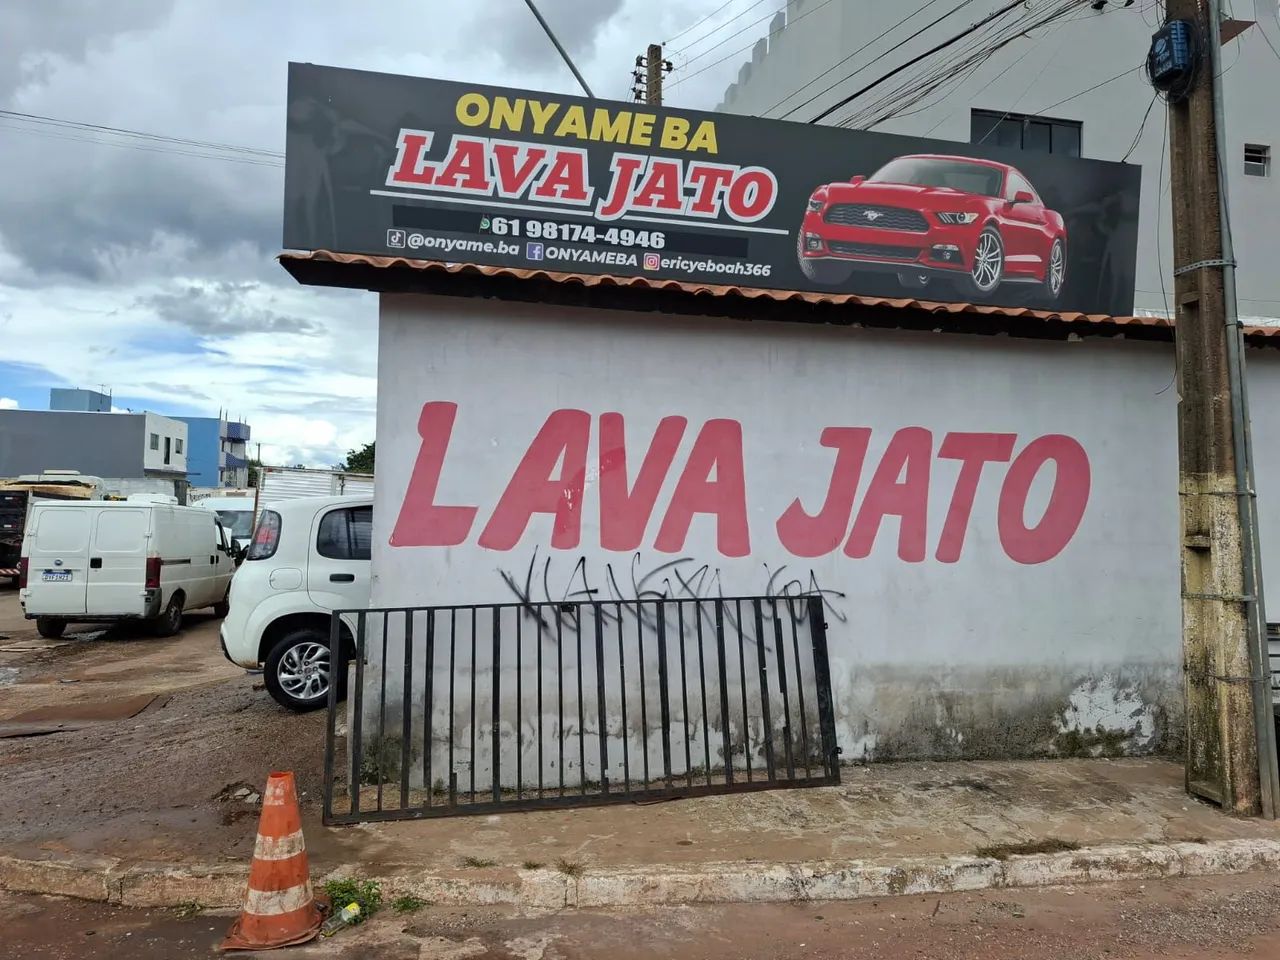 ONYAME BA
LAVA JATO
61 98174-4946
@onyame.ba ONYAMEBA ericyeboah366
LAVA JATO